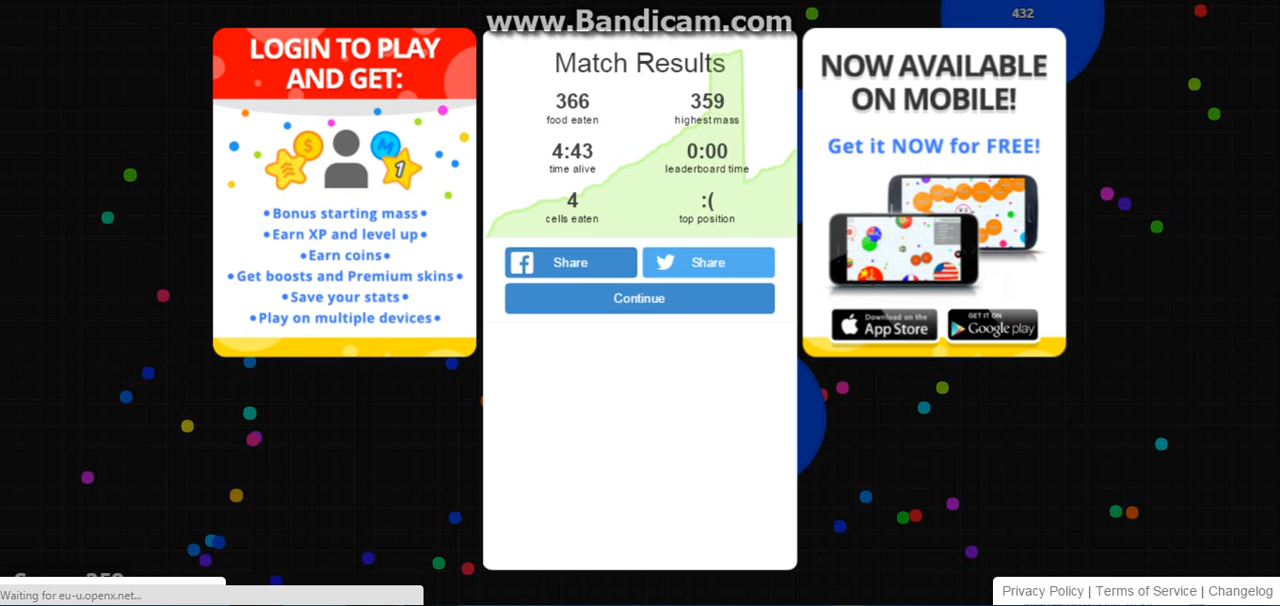 www.Bandicam.com
432
LOGIN TO PLAY
AND GET:
$
M
1
•Bonus starting mass•
•Earn XP and level up•
•Earn coins•
•Get boosts and Premium skins•
•Save your stats•
•Play on multiple devices•
Match Results
366 359
food eaten highest mass
4:43 0:00
time alive leaderboard time
4 :(
cells eaten top position
Share Share
Continue
NOW AVAILABLE
ON MOBILE!
Get it NOW for FREE!
Download on the
App Store
GET IT ON
Google play
Waiting for eu-u.openx.net...
Privacy Policy | Terms of Service | Changelog